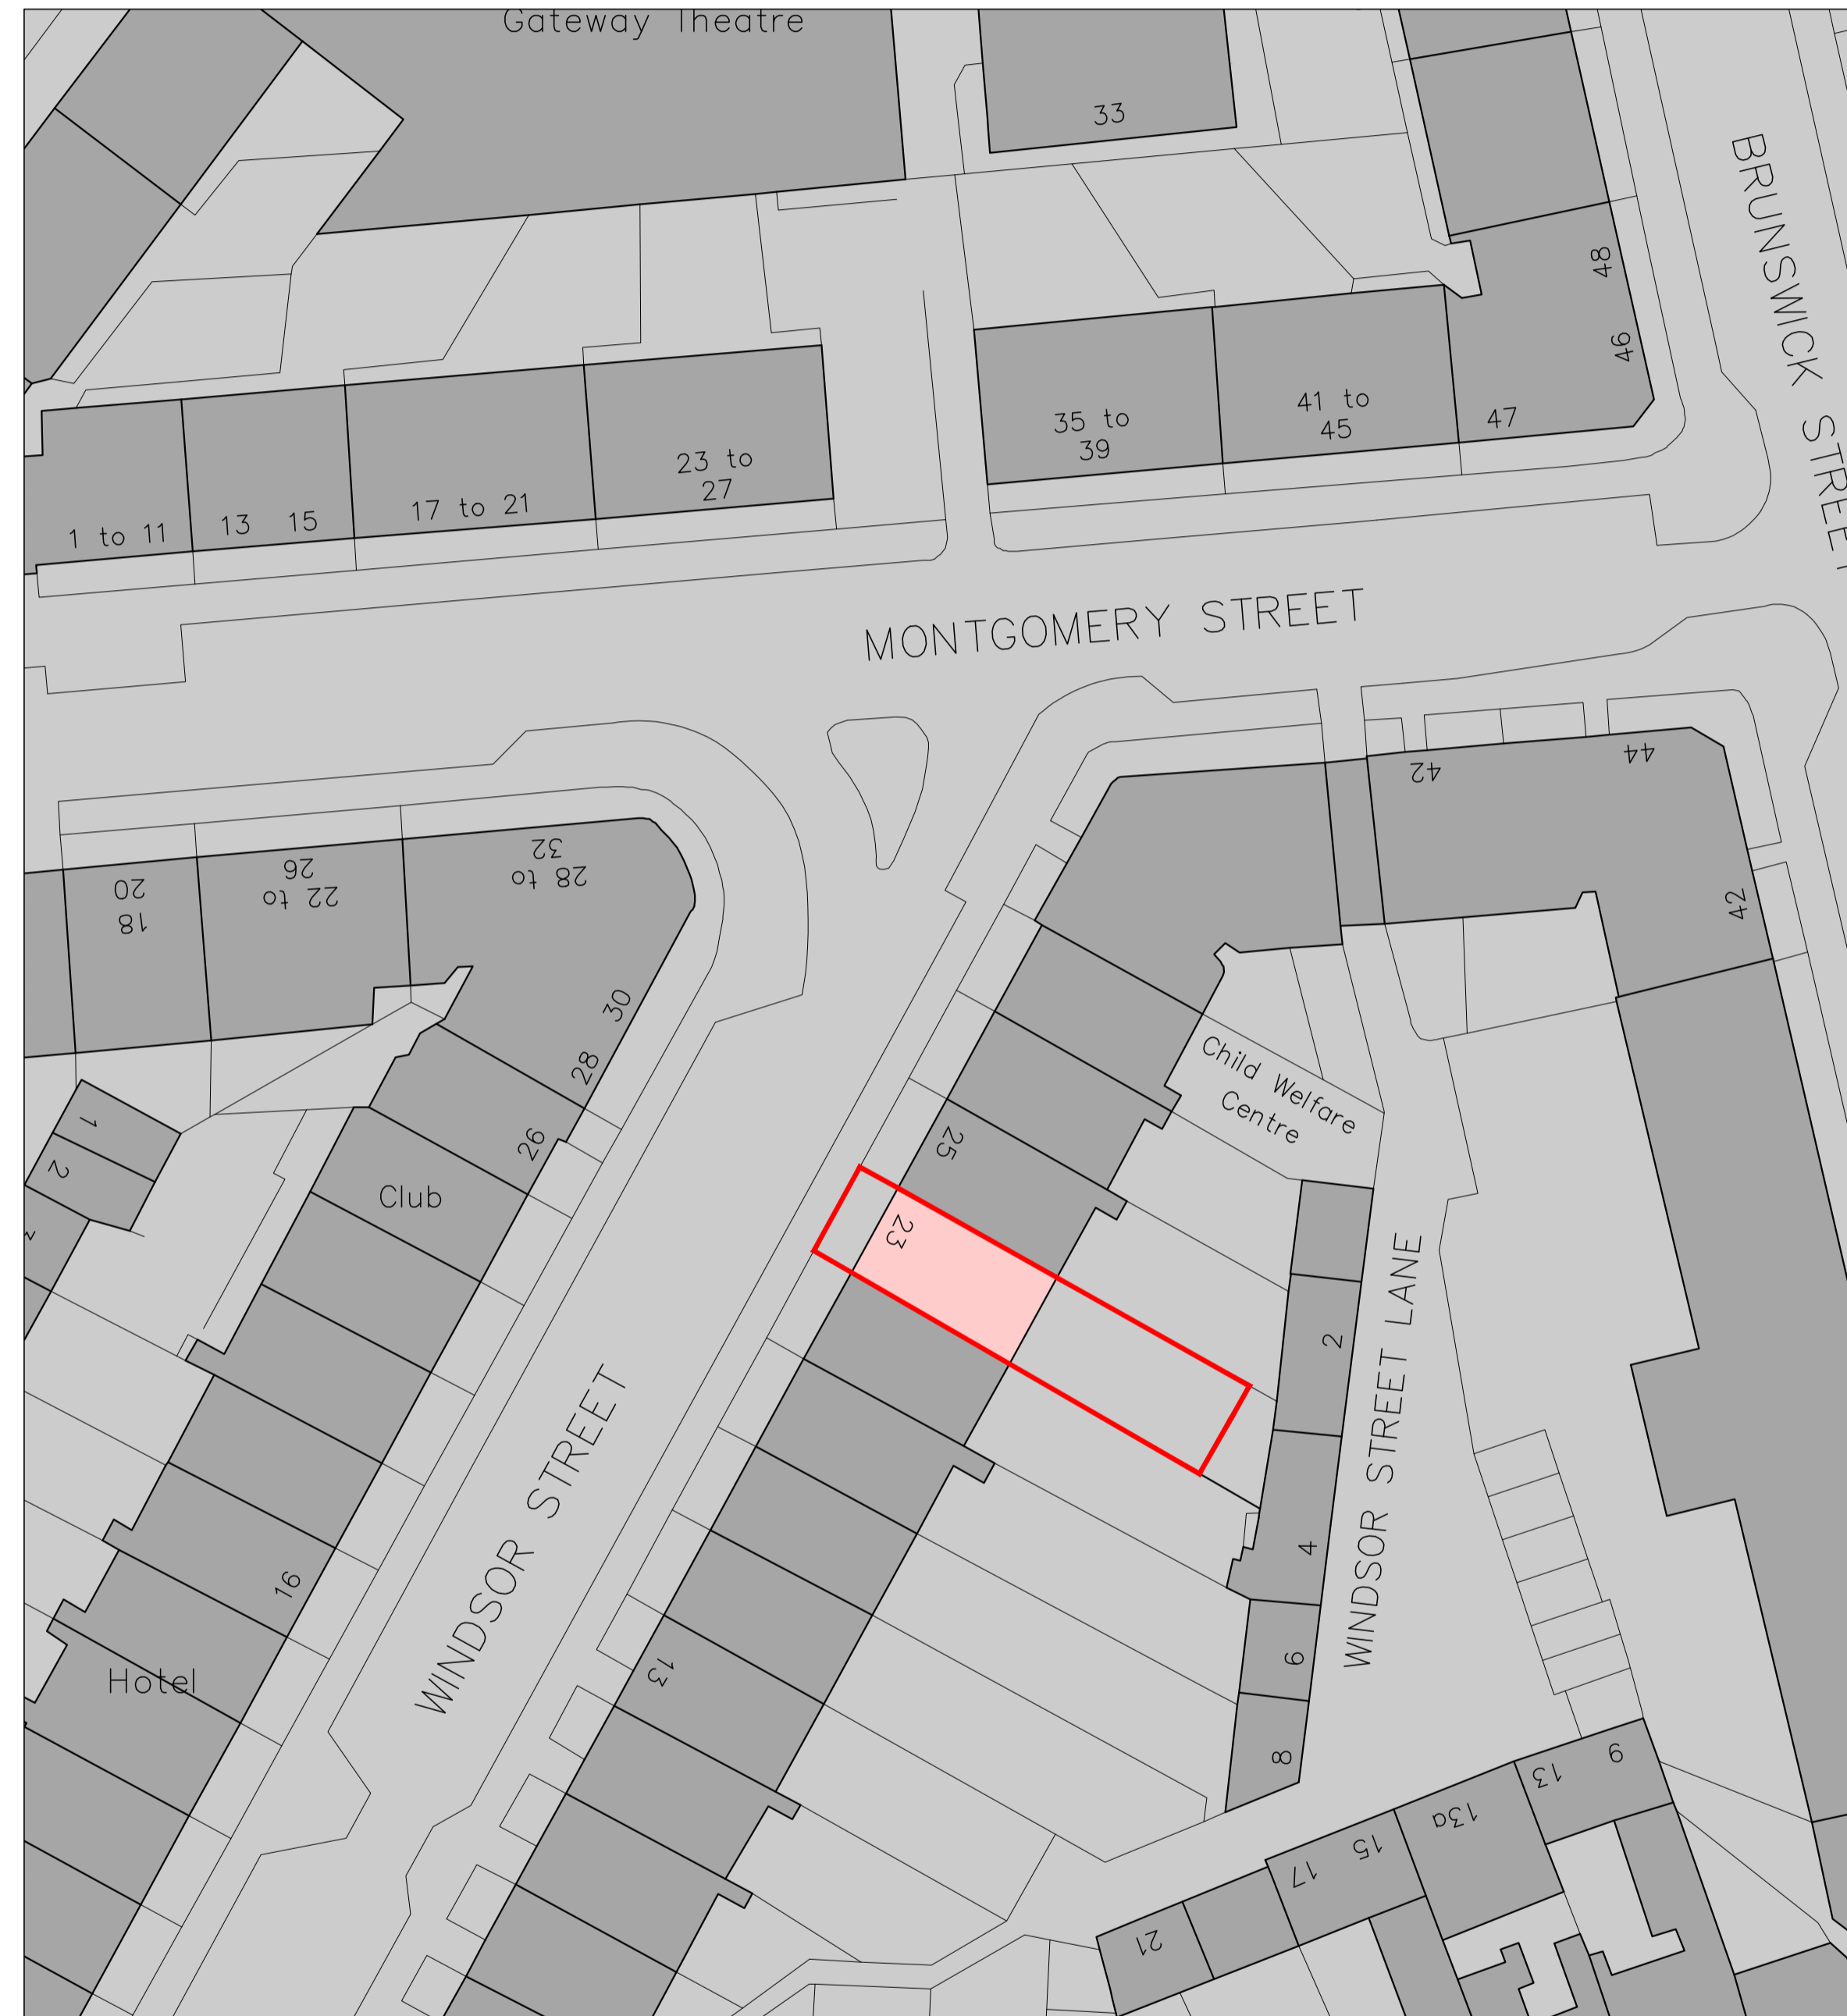 Gateway Theatre
33
BRUNSWICK STREET
48
46
47
41 to
45
35 to
39
23 to
27
17 to 21
13 15
1 to 11
MONTGOMERY STREET
42
44
42
18
20
22 to
26
28 to
32
30
28
26
Club
1
2
Child Welfare
Centre
25
23
2
WINDSOR STREET LANE
4
6
8
WINDSOR STREET
16
Hotel
13
9
13
13a
15
17
21